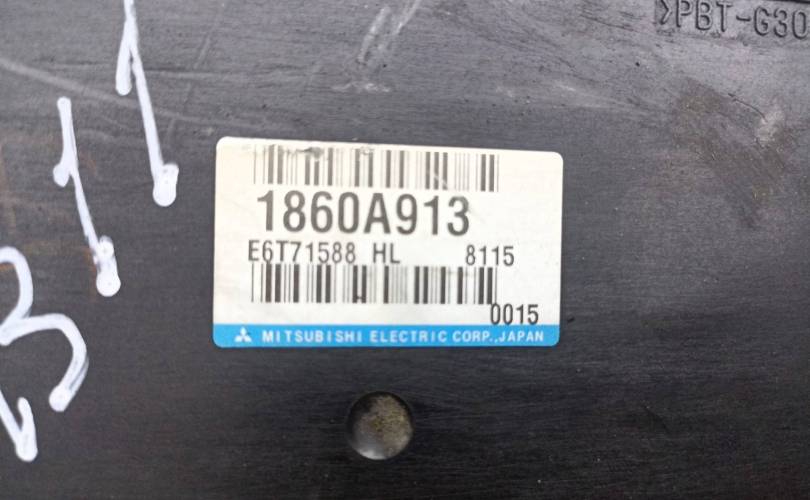 >PBT-G30
1860A913
E6T71588 HL 8115
0015
MITSUBISHI ELECTRIC CORP.,JAPAN